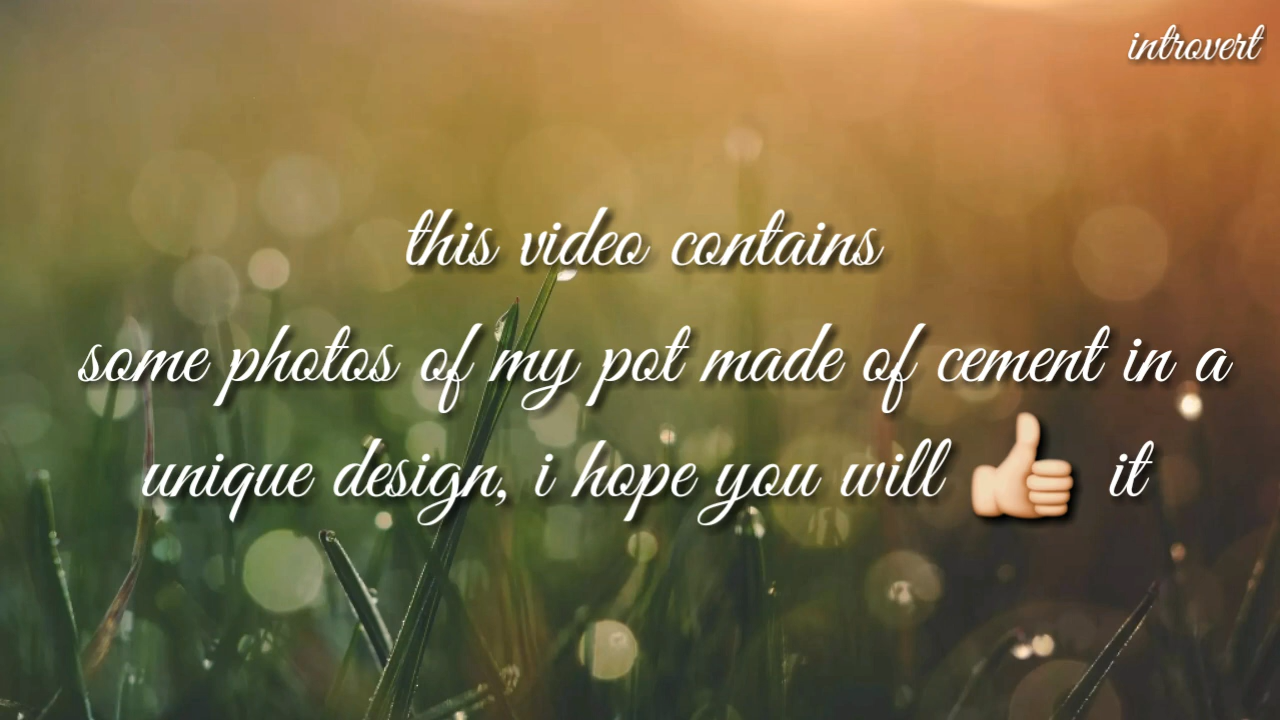 introvert
this video contains
some photos of my pot made of cement in a
unique design, i hope you will 👍🏻 it